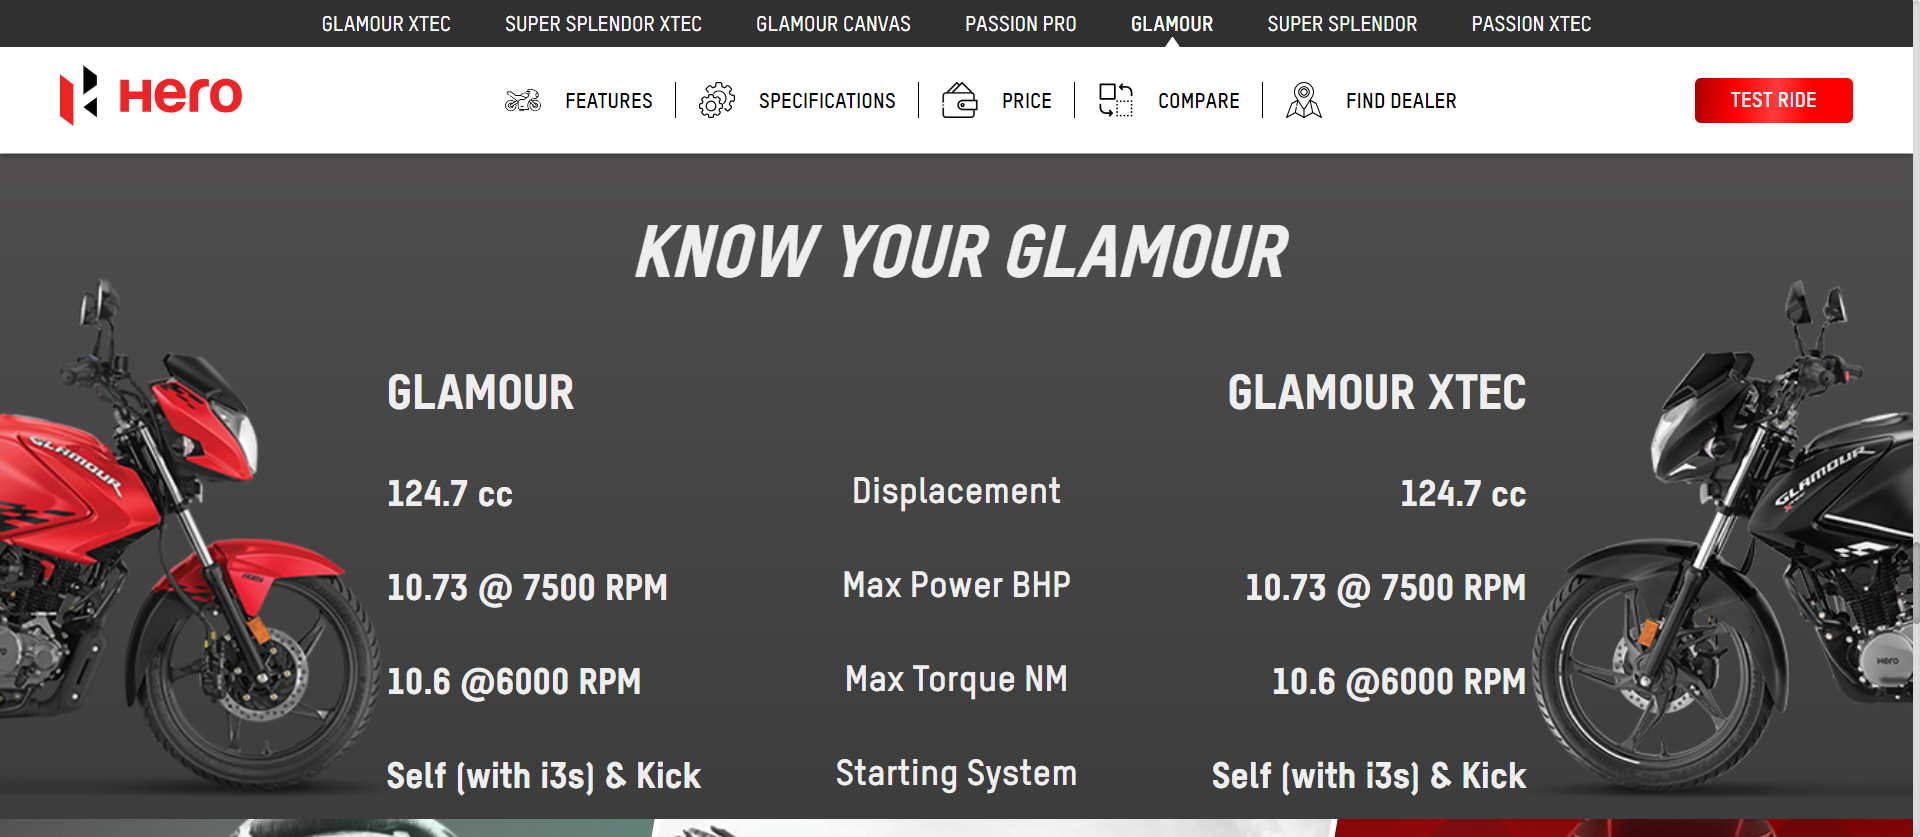 GLAMOUR XTEC SUPER SPLENDOR XTEC GLAMOUR CANVAS PASSION PRO GLAMOUR SUPER SPLENDOR PASSION XTEC
Hero FEATURES SPECIFICATIONS PRICE COMPARE FIND DEALER TEST RIDE
KNOW YOUR GLAMOUR
GLAMOUR GLAMOUR XTEC
GLAMOUR
GLAMOUR
124.7 cc Displacement 124.7 cc
10.73 @ 7500 RPM Max Power BHP 10.73 @ 7500 RPM
Hero
10.6 @6000 RPM Max Torque NM 10.6 @6000 RPM
Self (with i3s) & Kick Starting System Self (with i3s) & Kick